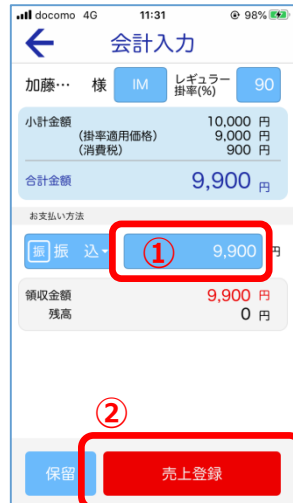 docomo 4G 11:31 98%
会計入力
加藤… 様 IM レギュラー掛率(%) 90
小計金額 10,000 円
(掛率適用価格) 9,000 円
(消費税) 900 円
合計金額 9,900 円
お支払い方法
振 振 込 ① 9,900 円
領収金額 9,900 円
残高 0 円
②
保留 売上登録